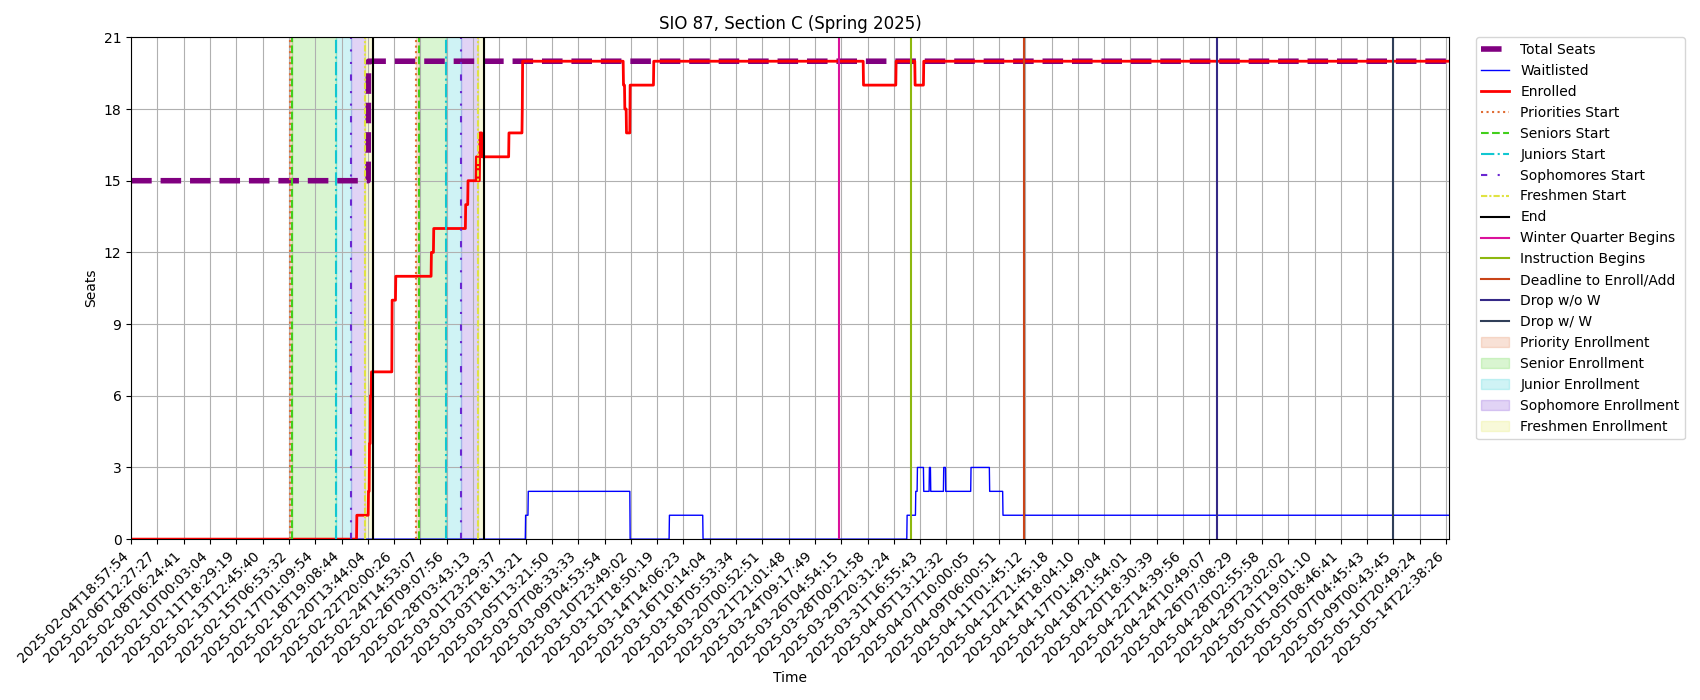 SIO 87, Section C (Spring 2025)
21
18
15
12
9
6
3
0
Seats
2025-02-04T18:57:54
2025-02-06T12:27:27
2025-02-08T06:24:41
2025-02-10T00:03:04
2025-02-11T18:29:19
2025-02-13T12:45:40
2025-02-15T06:53:32
2025-02-17T01:09:54
2025-02-18T19:08:44
2025-02-20T13:44:04
2025-02-22T20:00:26
2025-02-24T14:53:07
2025-02-26T09:07:56
2025-02-28T03:43:13
2025-03-01T23:29:37
2025-03-03T18:13:21
2025-03-05T13:21:50
2025-03-07T08:33:33
2025-03-09T04:53:54
2025-03-10T23:49:02
2025-03-12T18:50:19
2025-03-14T14:06:23
2025-03-16T10:14:04
2025-03-18T05:53:34
2025-03-20T00:52:51
2025-03-21T21:01:48
2025-03-24T09:17:49
2025-03-26T04:54:15
2025-03-28T00:21:58
2025-03-29T20:31:24
2025-03-31T16:55:43
2025-04-05T13:12:32
2025-04-07T10:00:05
2025-04-09T06:00:51
2025-04-11T01:45:12
2025-04-12T21:45:18
2025-04-14T18:04:10
2025-04-17T01:49:04
2025-04-18T21:54:01
2025-04-20T18:30:39
2025-04-22T14:39:56
2025-04-24T10:49:07
2025-04-26T07:08:29
2025-04-28T02:55:58
2025-04-29T23:02:02
2025-05-01T19:01:10
2025-05-05T08:46:41
2025-05-07T04:45:43
2025-05-09T00:43:45
2025-05-10T20:49:24
2025-05-14T22:38:26
Time
Total Seats
Waitlisted
Enrolled
Priorities Start
Seniors Start
Juniors Start
Sophomores Start
Freshmen Start
End
Winter Quarter Begins
Instruction Begins
Deadline to Enroll/Add
Drop w/o W
Drop w/ W
Priority Enrollment
Senior Enrollment
Junior Enrollment
Sophomore Enrollment
Freshmen Enrollment